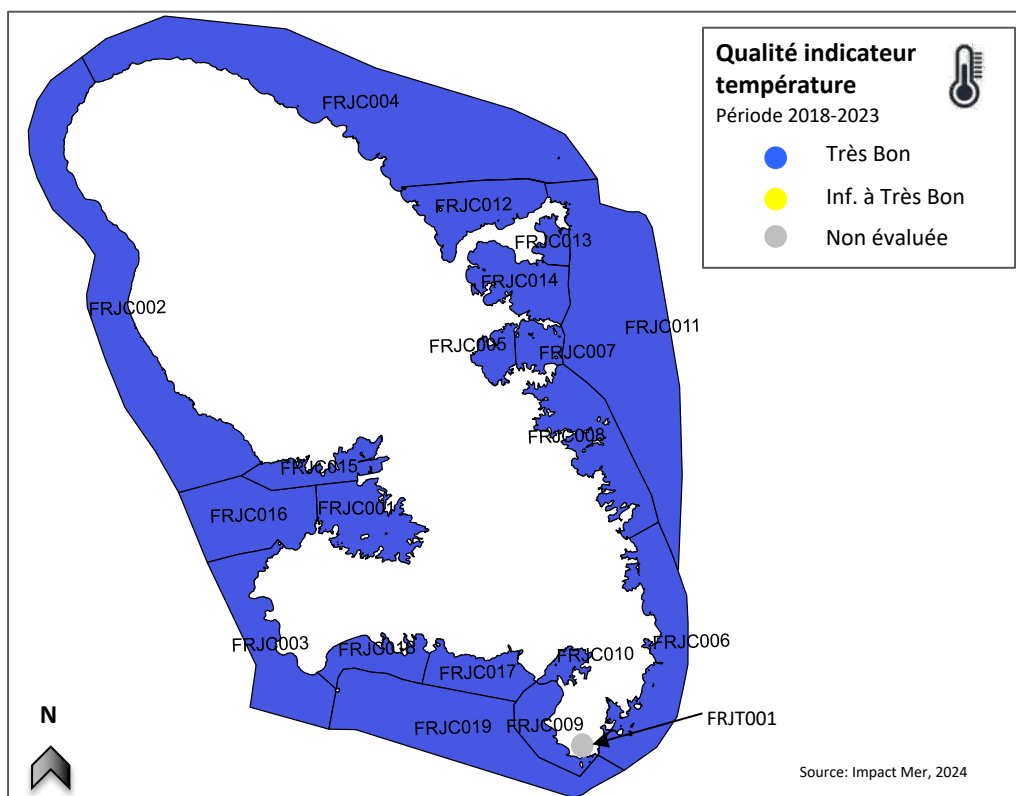 Qualité indicateur
température
Période 2018-2023
Très Bon
Inf. à Très Bon
Non évaluée
FRJC004
FRJC012
FRJC013
FRJC014
FRJC002
FRJC011
FRJC005
FRJC007
FRJC008
FRJC015
FRJC016
FRJC001
FRJC003
FRJC018
FRJC010
FRJC006
FRJC017
FRJC019
FRJC009
FRJT001
N
Source: Impact Mer, 2024